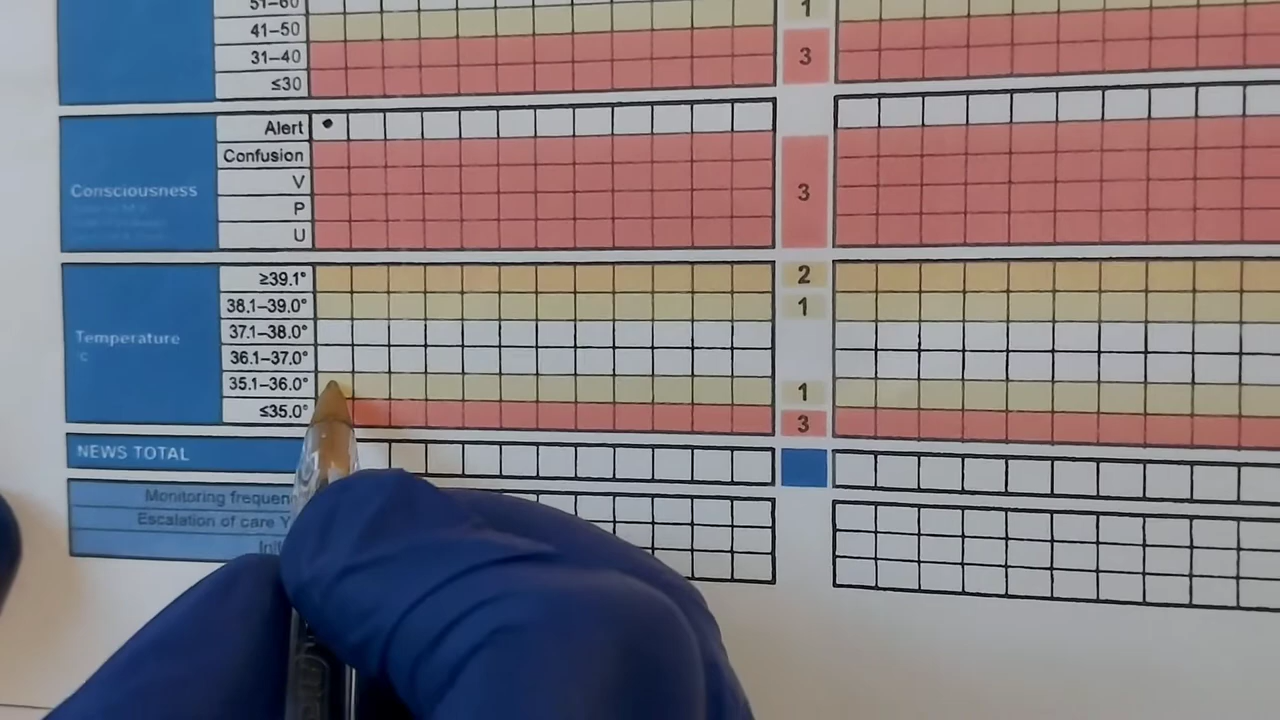 51–60
1
41–50
31–40
3
≤30
Alert
Confusion
Consciousness
V
3
P
U
≥39.1°
2
38.1–39.0°
1
Temperature
37.1–38.0°
°C
36.1–37.0°
35.1–36.0°
1
≤35.0°
3
NEWS TOTAL
Monitoring frequen
Escalation of care Y
Init